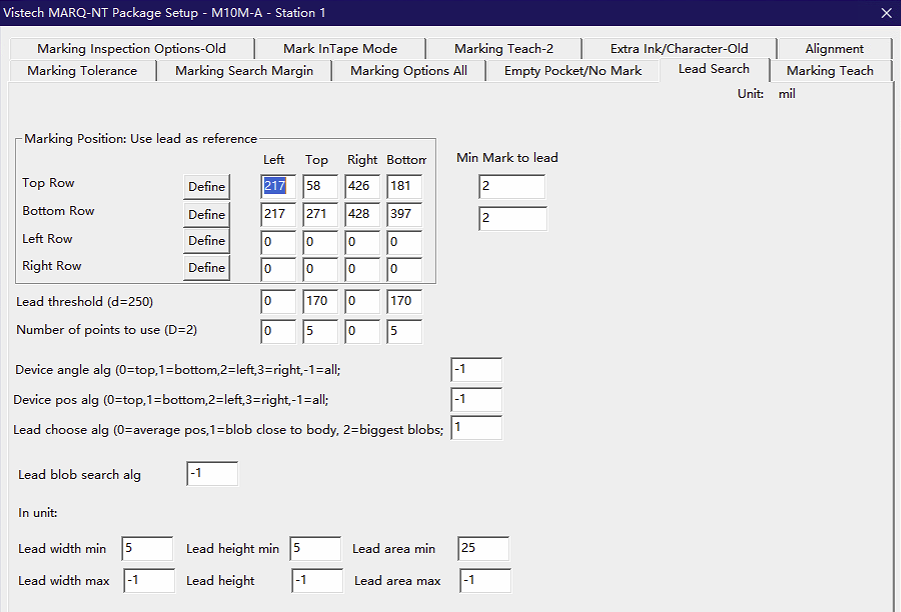 Vistech MARQ-NT Package Setup - M10M-A - Station 1
Marking Inspection Options-Old Mark InTape Mode Marking Teach-2 Extra Ink/Character-Old Alignment
Marking Tolerance Marking Search Margin Marking Options All Empty Pocket/No Mark Lead Search Marking Teach
Unit: mil
Marking Position: Use lead as reference
Left Top Right Bottom Min Mark to lead
Top Row Define 217 58 426 181 2
Bottom Row Define 217 271 428 397 2
Left Row Define 0 0 0 0
Right Row Define 0 0 0 0
Lead threshold (d=250) 0 170 0 170
Number of points to use (D=2) 0 5 0 5
Device angle alg (0=top,1=bottom,2=left,3=right,-1=all; -1
Device pos alg (0=top,1=bottom,2=left,3=right,-1=all; -1
Lead choose alg (0=average pos,1=blob close to body, 2=biggest blobs; 1
Lead blob search alg -1
In unit:
Lead width min 5 Lead height min 5 Lead area min 25
Lead width max -1 Lead height -1 Lead area max -1